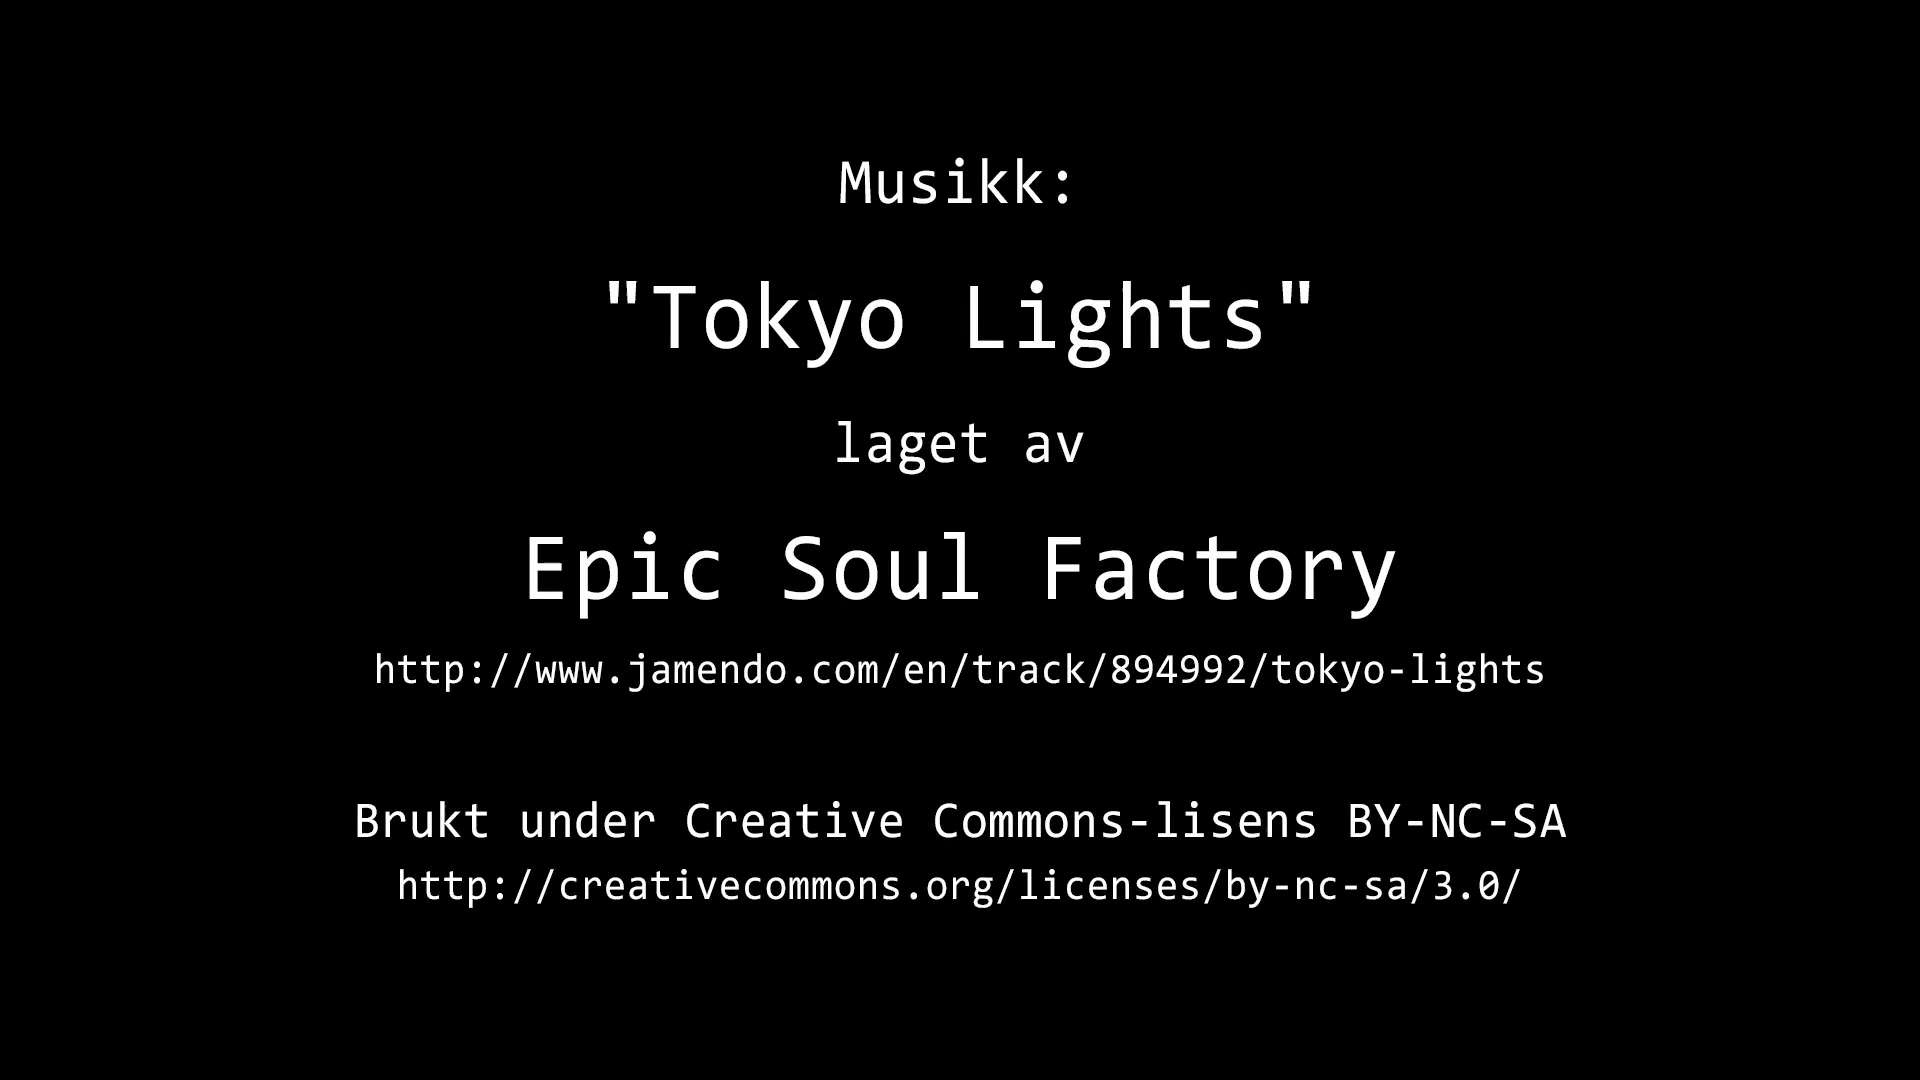 Musikk:
"Tokyo Lights"
laget av
Epic Soul Factory
http://www.jamendo.com/en/track/894992/tokyo-lights
Brukt under Creative Commons-lisens BY-NC-SA
http://creativecommons.org/licenses/by-nc-sa/3.0/